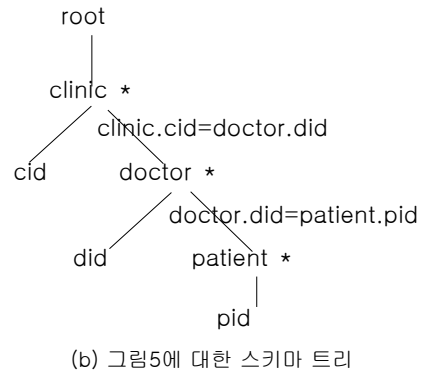 root
clinic *
clinic.cid=doctor.did
cid doctor *
doctor.did=patient.pid
did patient *
pid
(b) 그림5에 대한 스키마 트리